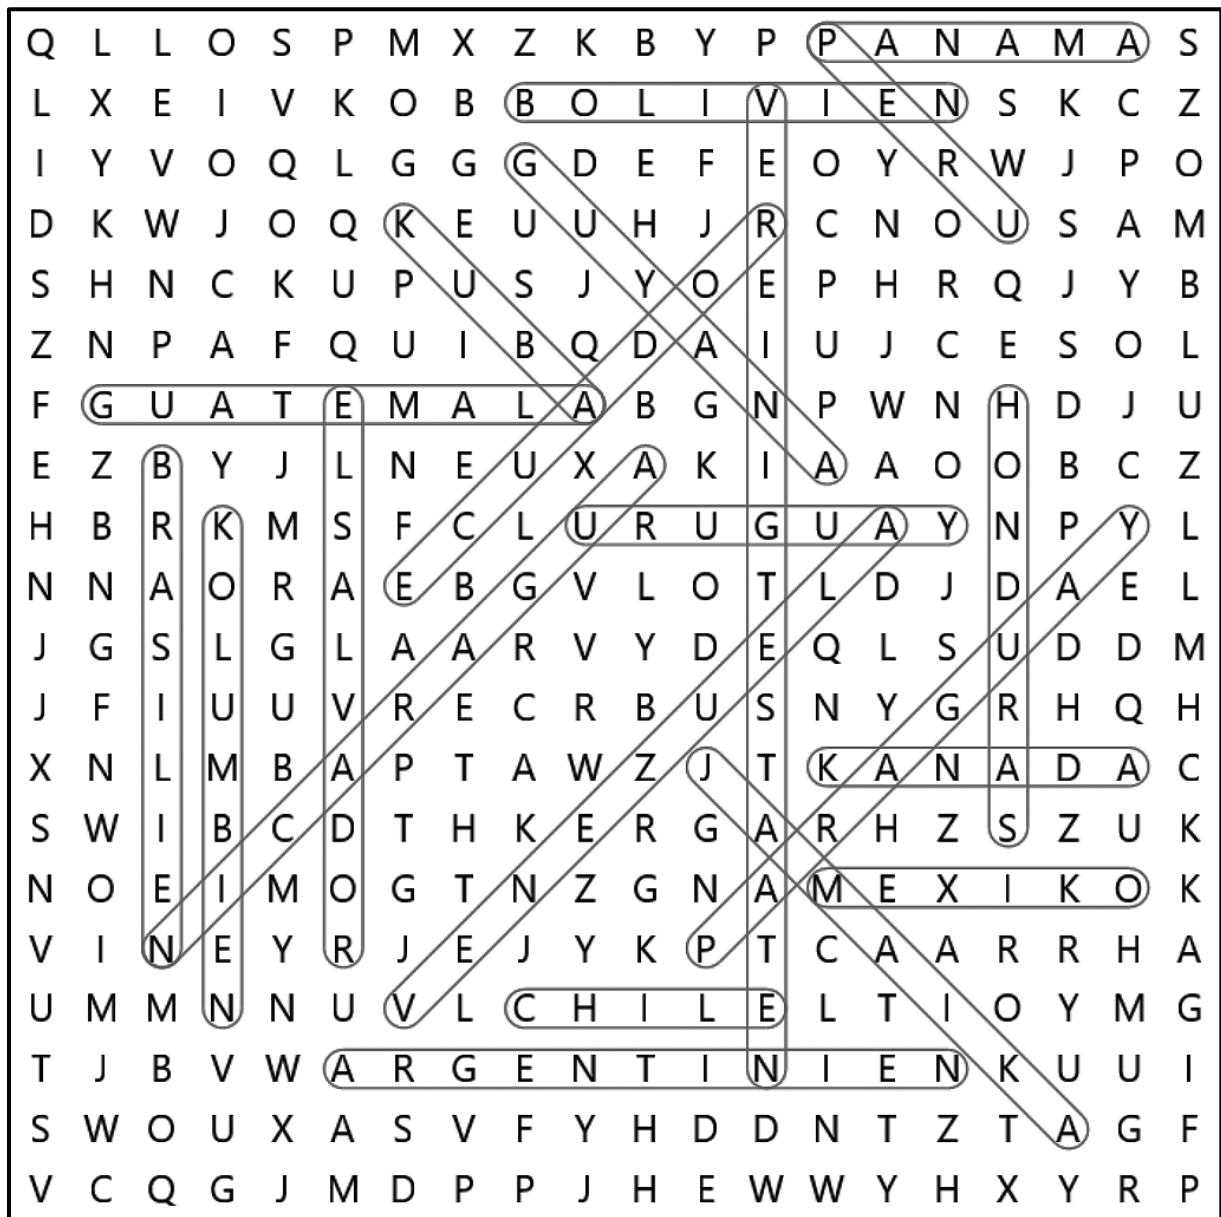 Q L L O S P M X Z K B Y P P A N A M A S
L X E I V K O B B O L I V I E N S K C Z
I Y V O Q L G G G D E F E O Y R W J P O
D K W J O Q K E U U H J R C N O U S A M
S H N C K U P U S J Y O E P H R Q J Y B
Z N P A F Q U I B Q D A I U J C E S O L
F G U A T E M A L A B G N P W N H D J U
E Z B Y J L N E U X A K I A A O O B C Z
H B R K M S F C L U R U G U A Y N P Y L
N N A O R A E B G V L O T L D J D A E L
J G S L G L A A R V Y D E Q L S U D D M
J F I U U V R E C R B U S N Y G R H Q H
X N L M B A P T A W Z J T K A N A D A C
S W I B C D T H K E R G A R H Z S Z U K
N O E I M O G T N Z G N A M E X I K O K
V I N E Y R J E J Y K P T C A A R R H A
U M M N N U V L C H I L E L T I O Y M G
T J B V W A R G E N T I N I E N K U U I
S W O U X A S V F Y H D D N T Z T A G F
V C Q G J M D P P J H E W W Y H X Y R P